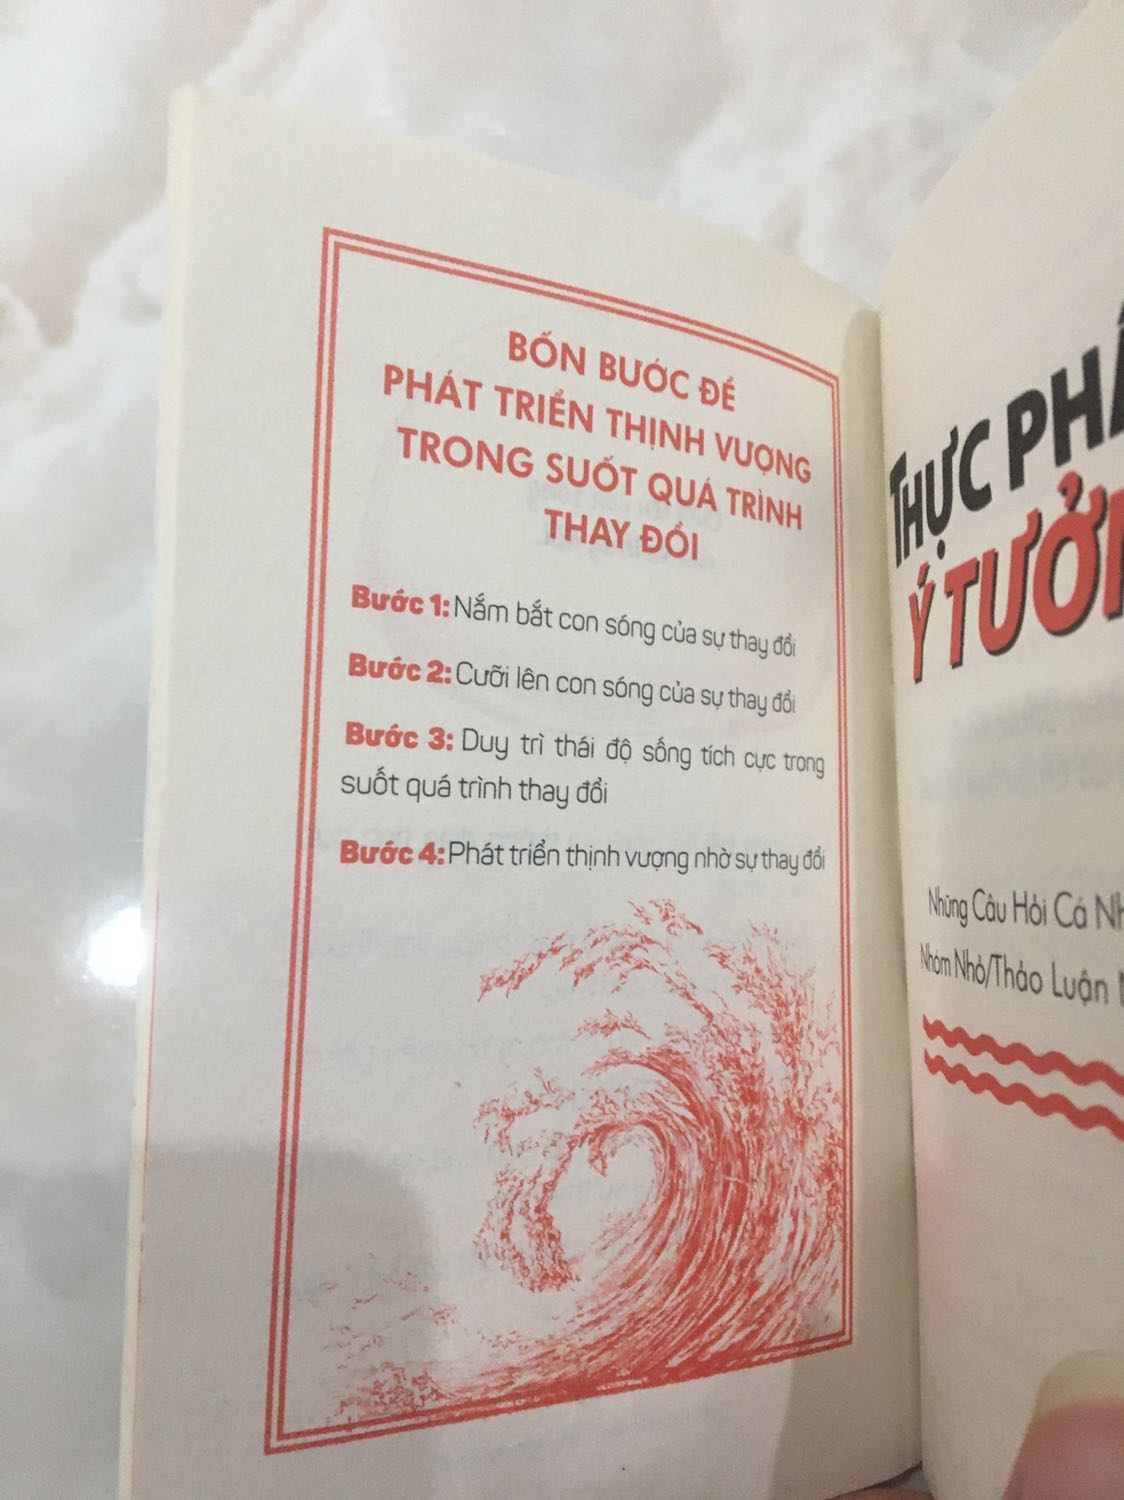 BỐN BƯỚC ĐỂ
PHÁT TRIỂN THỊNH VƯỢNG
TRONG SUỐT QUÁ TRÌNH
THAY ĐỔI
Bước 1: Nắm bắt con sóng của sự thay đổi
Bước 2: Cưỡi lên con sóng của sự thay đổi
Bước 3: Duy trì thái độ sống tích cực trong
suốt quá trình thay đổi
Bước 4: Phát triển thịnh vượng nhờ sự thay đổi
THỰC
Ý
Những Câu Hỏi Cá
Nhóm Nhỏ/Thảo Luận